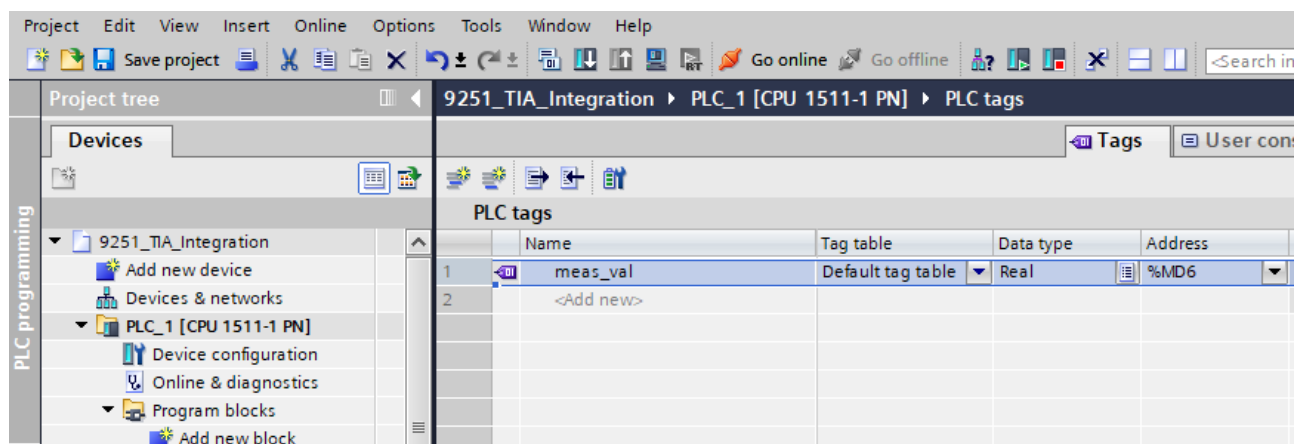 Project Edit View Insert Online Options Tools Window Help
Save project Go online Go offline <Search in
Project tree
9251_TIA_Integration PLC_1 [CPU 1511-1 PN] PLC tags
Devices
Tags User cons
PLC tags
PLC programming
Name Tag table Data type Address
9251_TIA_Integration
1 meas_val Default tag table Real %MD6
Add new device
2 <Add new>
Devices & networks
PLC_1 [CPU 1511-1 PN]
Device configuration
Online & diagnostics
Program blocks
Add new block